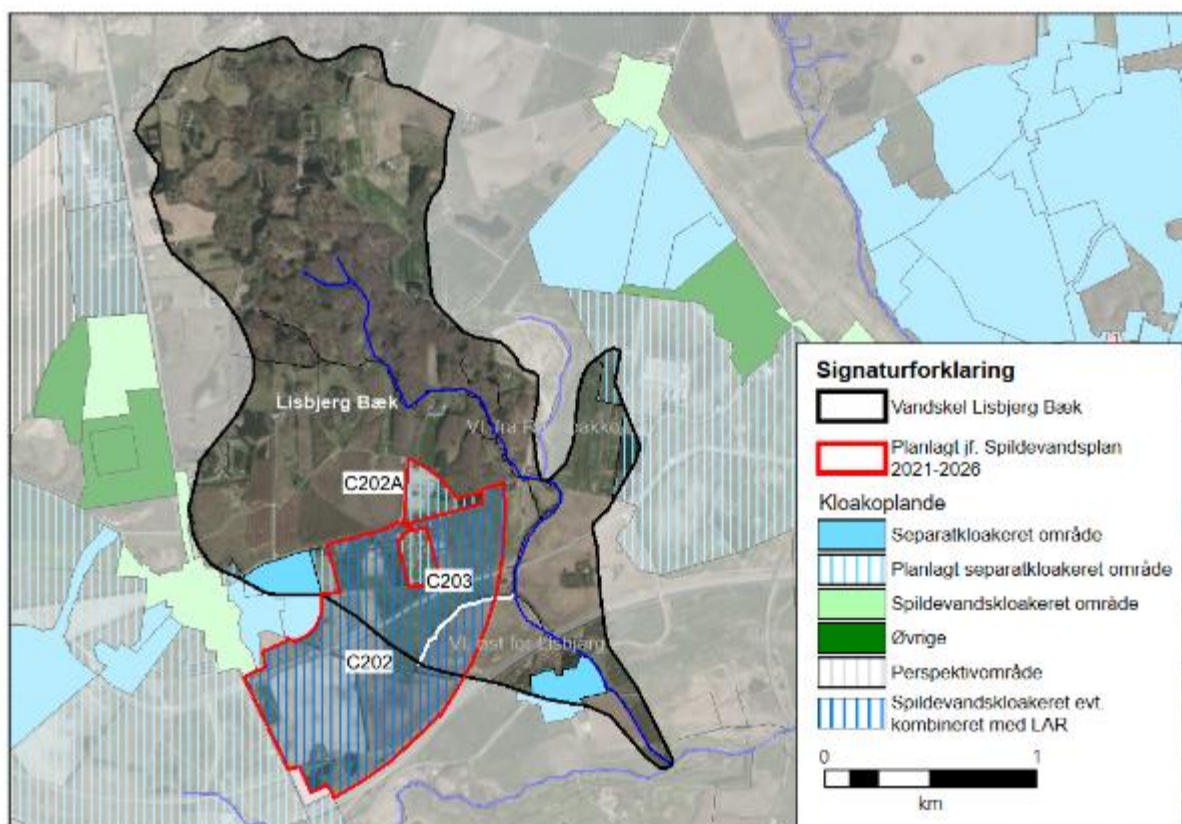 Lisbjerg Bæk
C202A
C203
VL øst for Lisbjerg
C202
Signaturforklaring
Vandskel Lisbjerg Bæk
Planlagt jf. Spildevandsplan
2021-2026
Kloakoplande
Separatkloakeret område
Planlagt separatkloakeret område
Spildevandskloakeret område
Øvrige
Perspektivområde
Spildevandskloakeret evt.
kombineret med LAR
0 1
km